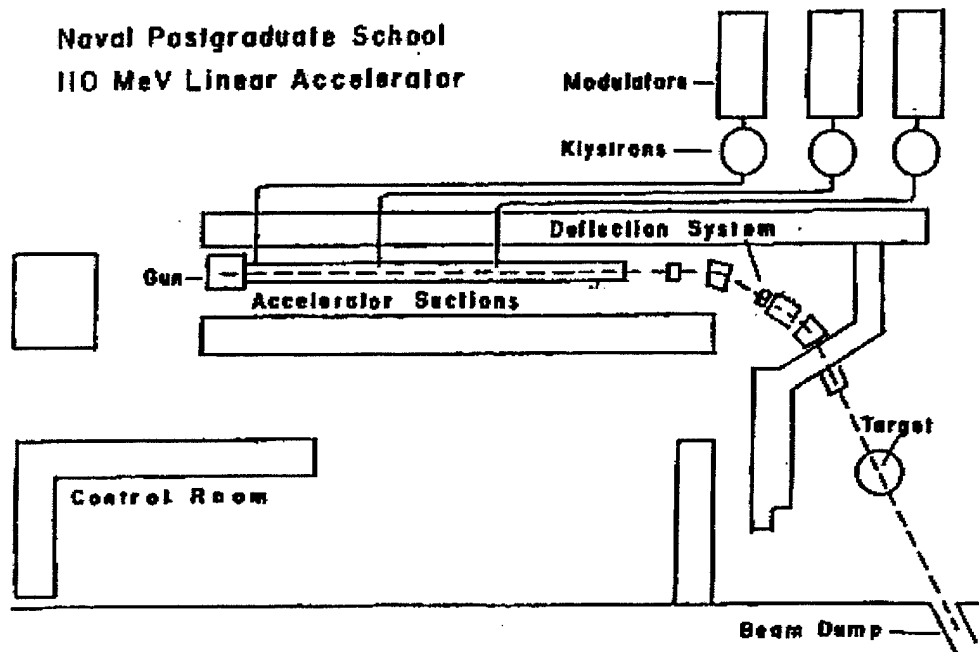 Naval Postgraduate School
110 MeV Linear Accelerator
Modulators
Klystrons
Deflection System
Gun
Accelerator Sections
Target
Control Room
Beam Dump